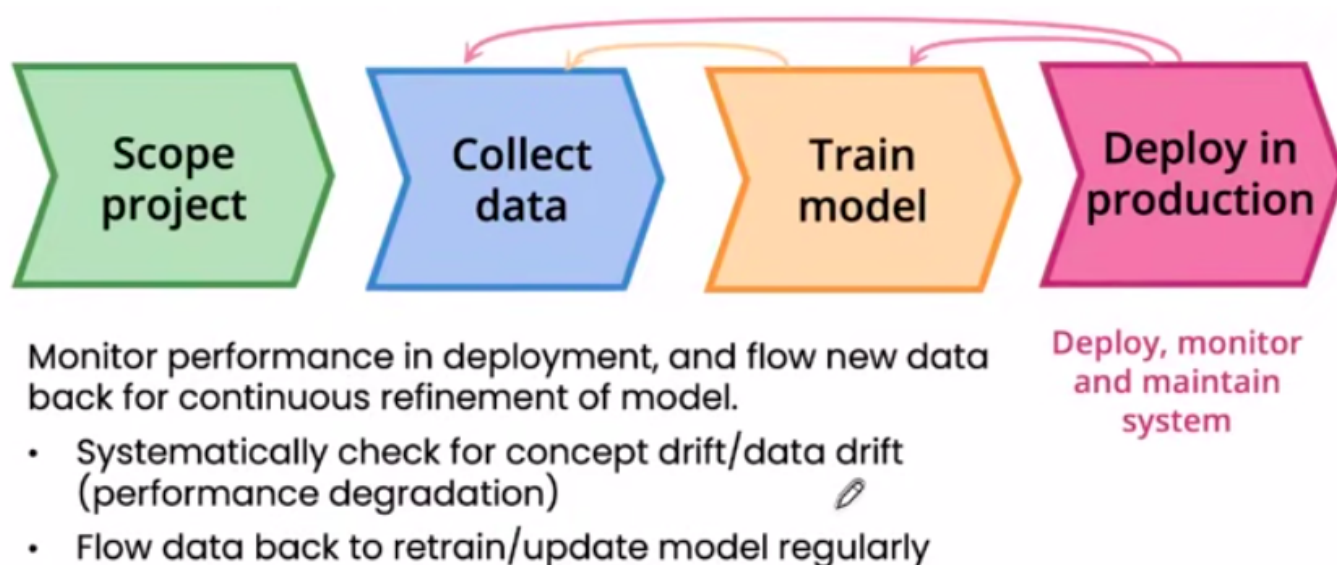 Scope
project
Collect
data
Train
model
Deploy in
production
Deploy, monitor
and maintain
system
Monitor performance in deployment, and flow new data
back for continuous refinement of model.
• Systematically check for concept drift/data drift
(performance degradation)
• Flow data back to retrain/update model regularly